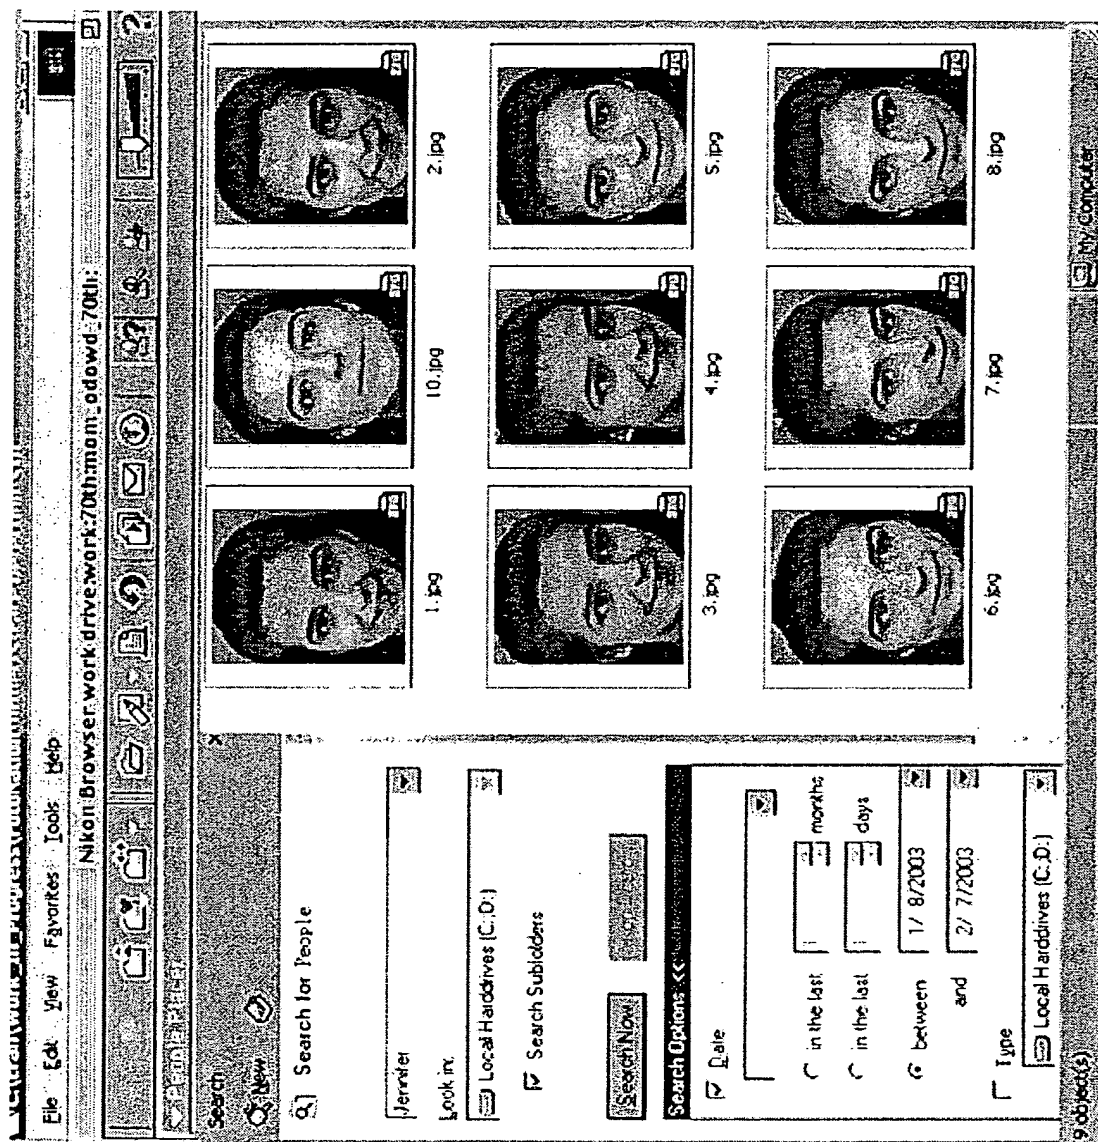 File Edit View Favorites Tools Help
Nikon Browser:work drive:work:70thmom_odowd_70th:
Search
New
Search for People
Jennifer
Look in:
Local Harddrives (C:,D:)
Search Subfolders
Search Now
Search Options <<
Date
in the last months
in the last days
between 1/ 8/2003
and 2/ 7/2003
Type
Local Harddrives (C:,D:)
1.jpg 10.jpg 2.jpg
3.jpg 4.jpg 5.jpg
6.jpg 7.jpg 8.jpg
9 object(s) My Computer